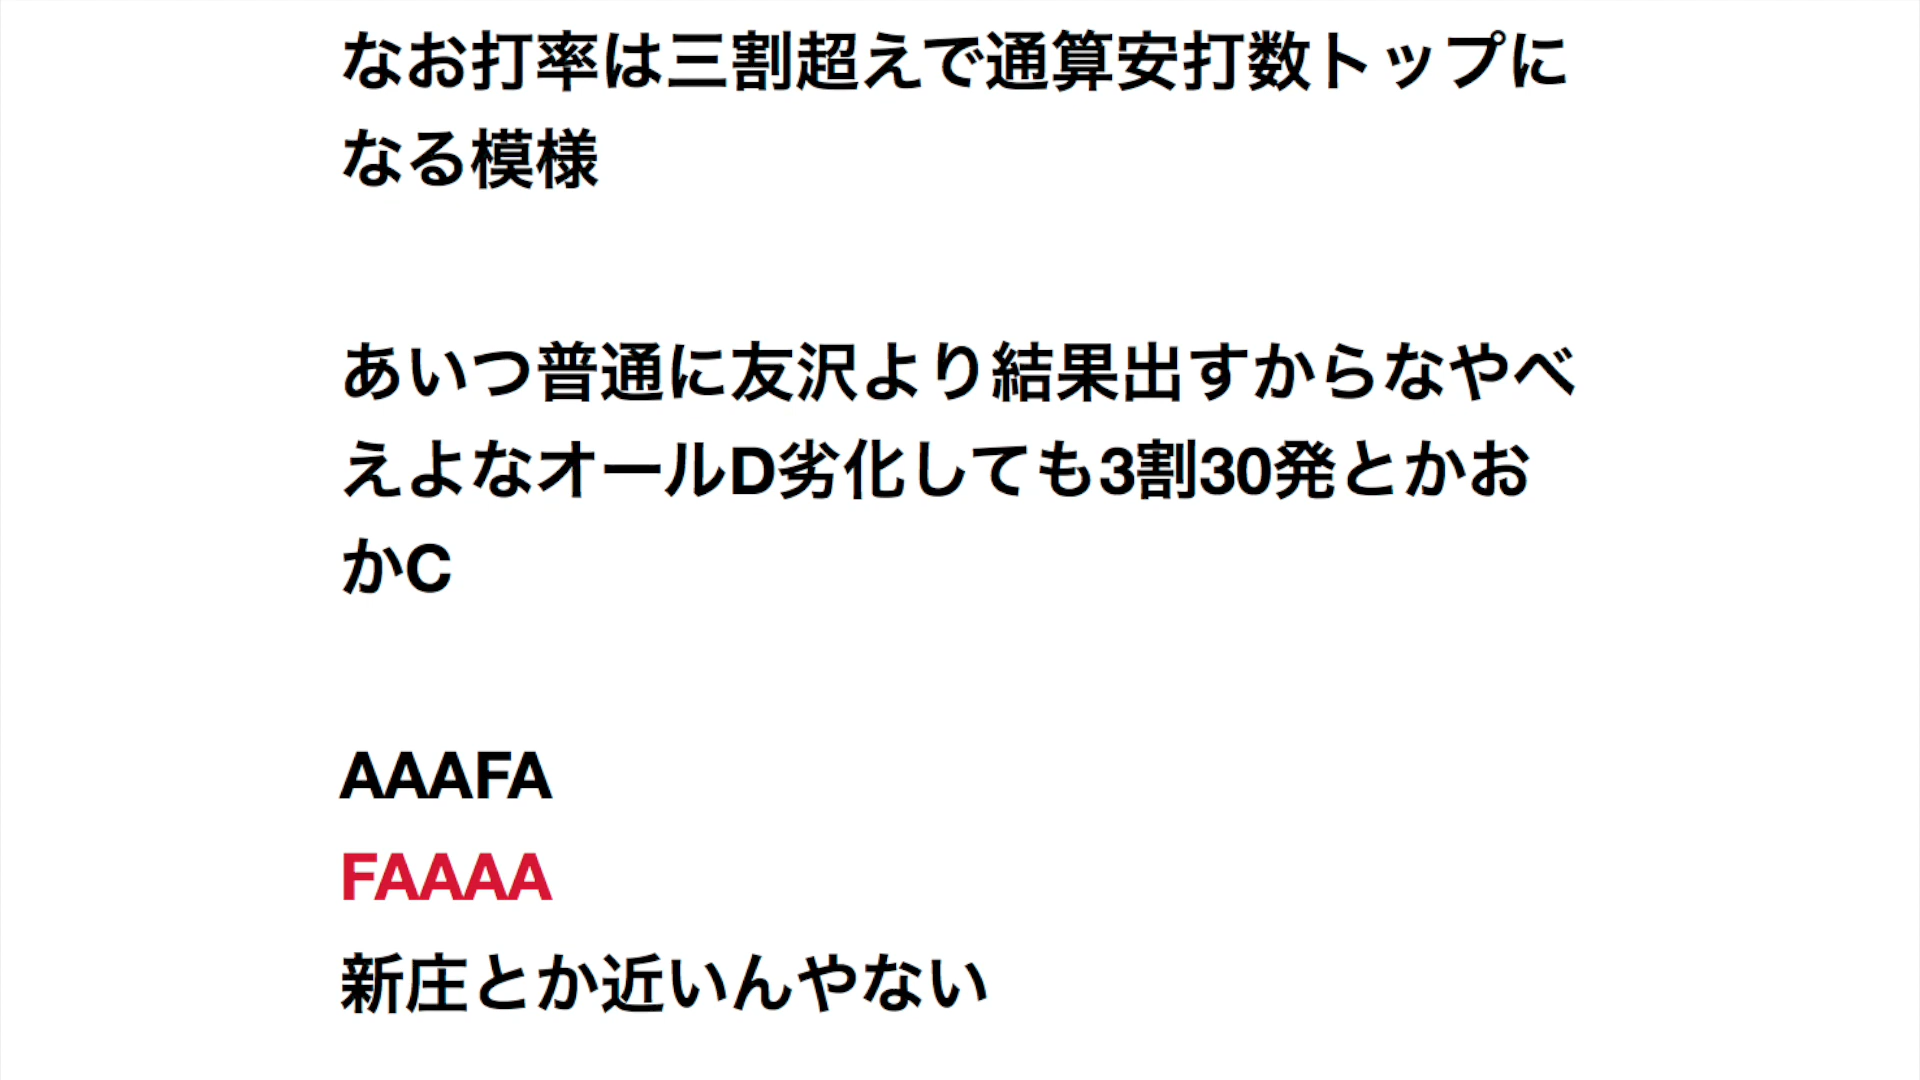 なお打率は三割超えで通算安打数トップに
なる模様
あいつ普通に友沢より結果出すからなやべ
えよなオールD劣化しても3割30発とかお
かC
AAAFA
FAAAA
新庄とか近いんやない